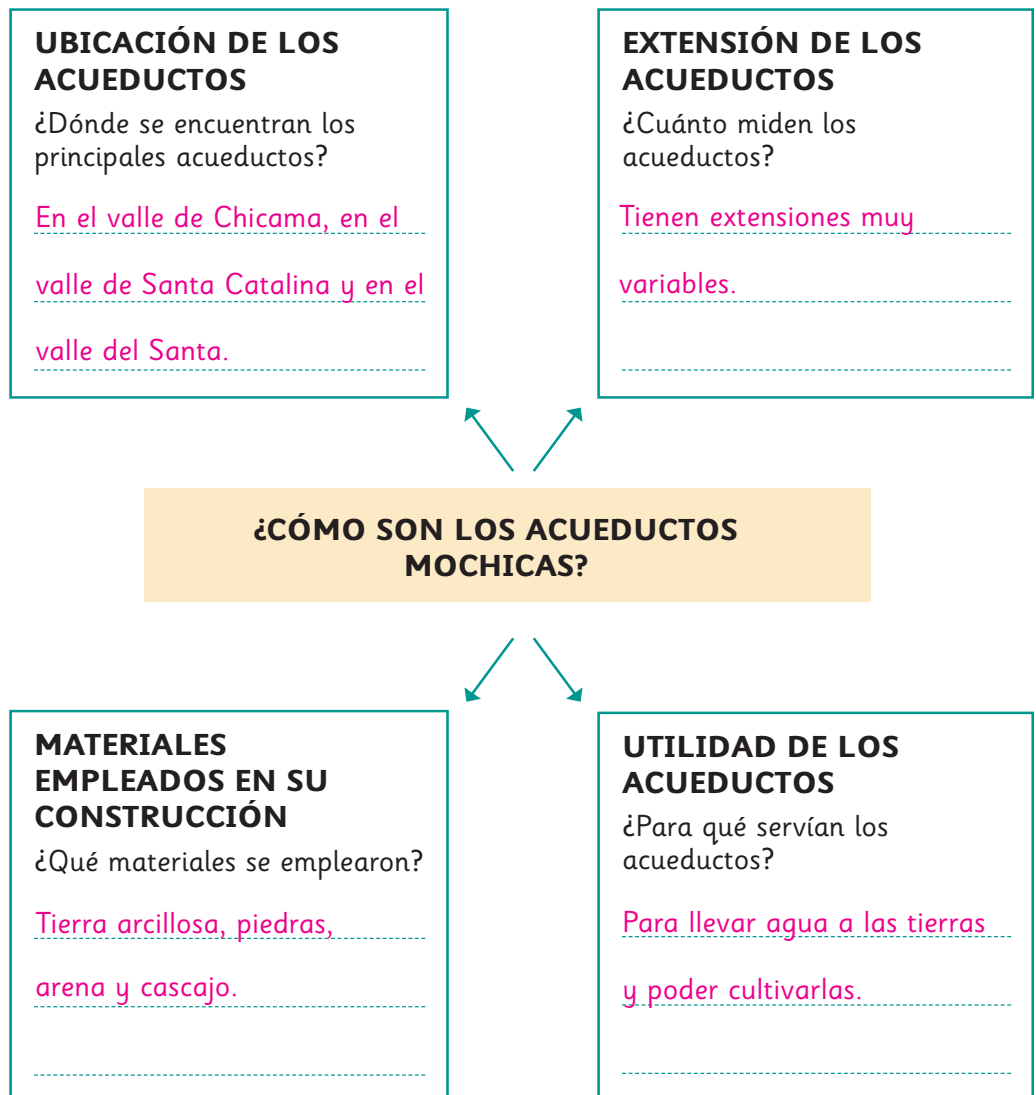 UBICACIÓN DE LOS
ACUEDUCTOS
¿Dónde se encuentran los
principales acueductos?
En el valle de Chicama, en el
valle de Santa Catalina y en el
valle del Santa.
EXTENSIÓN DE LOS
ACUEDUCTOS
¿Cuánto miden los
acueductos?
Tienen extensiones muy
variables.
¿CÓMO SON LOS ACUEDUCTOS
MOCHICAS?
MATERIALES
EMPLEADOS EN SU
CONSTRUCCIÓN
¿Qué materiales se emplearon?
Tierra arcillosa, piedras,
arena y cascajo.
UTILIDAD DE LOS
ACUEDUCTOS
¿Para qué servían los
acueductos?
Para llevar agua a las tierras
y poder cultivarlas.